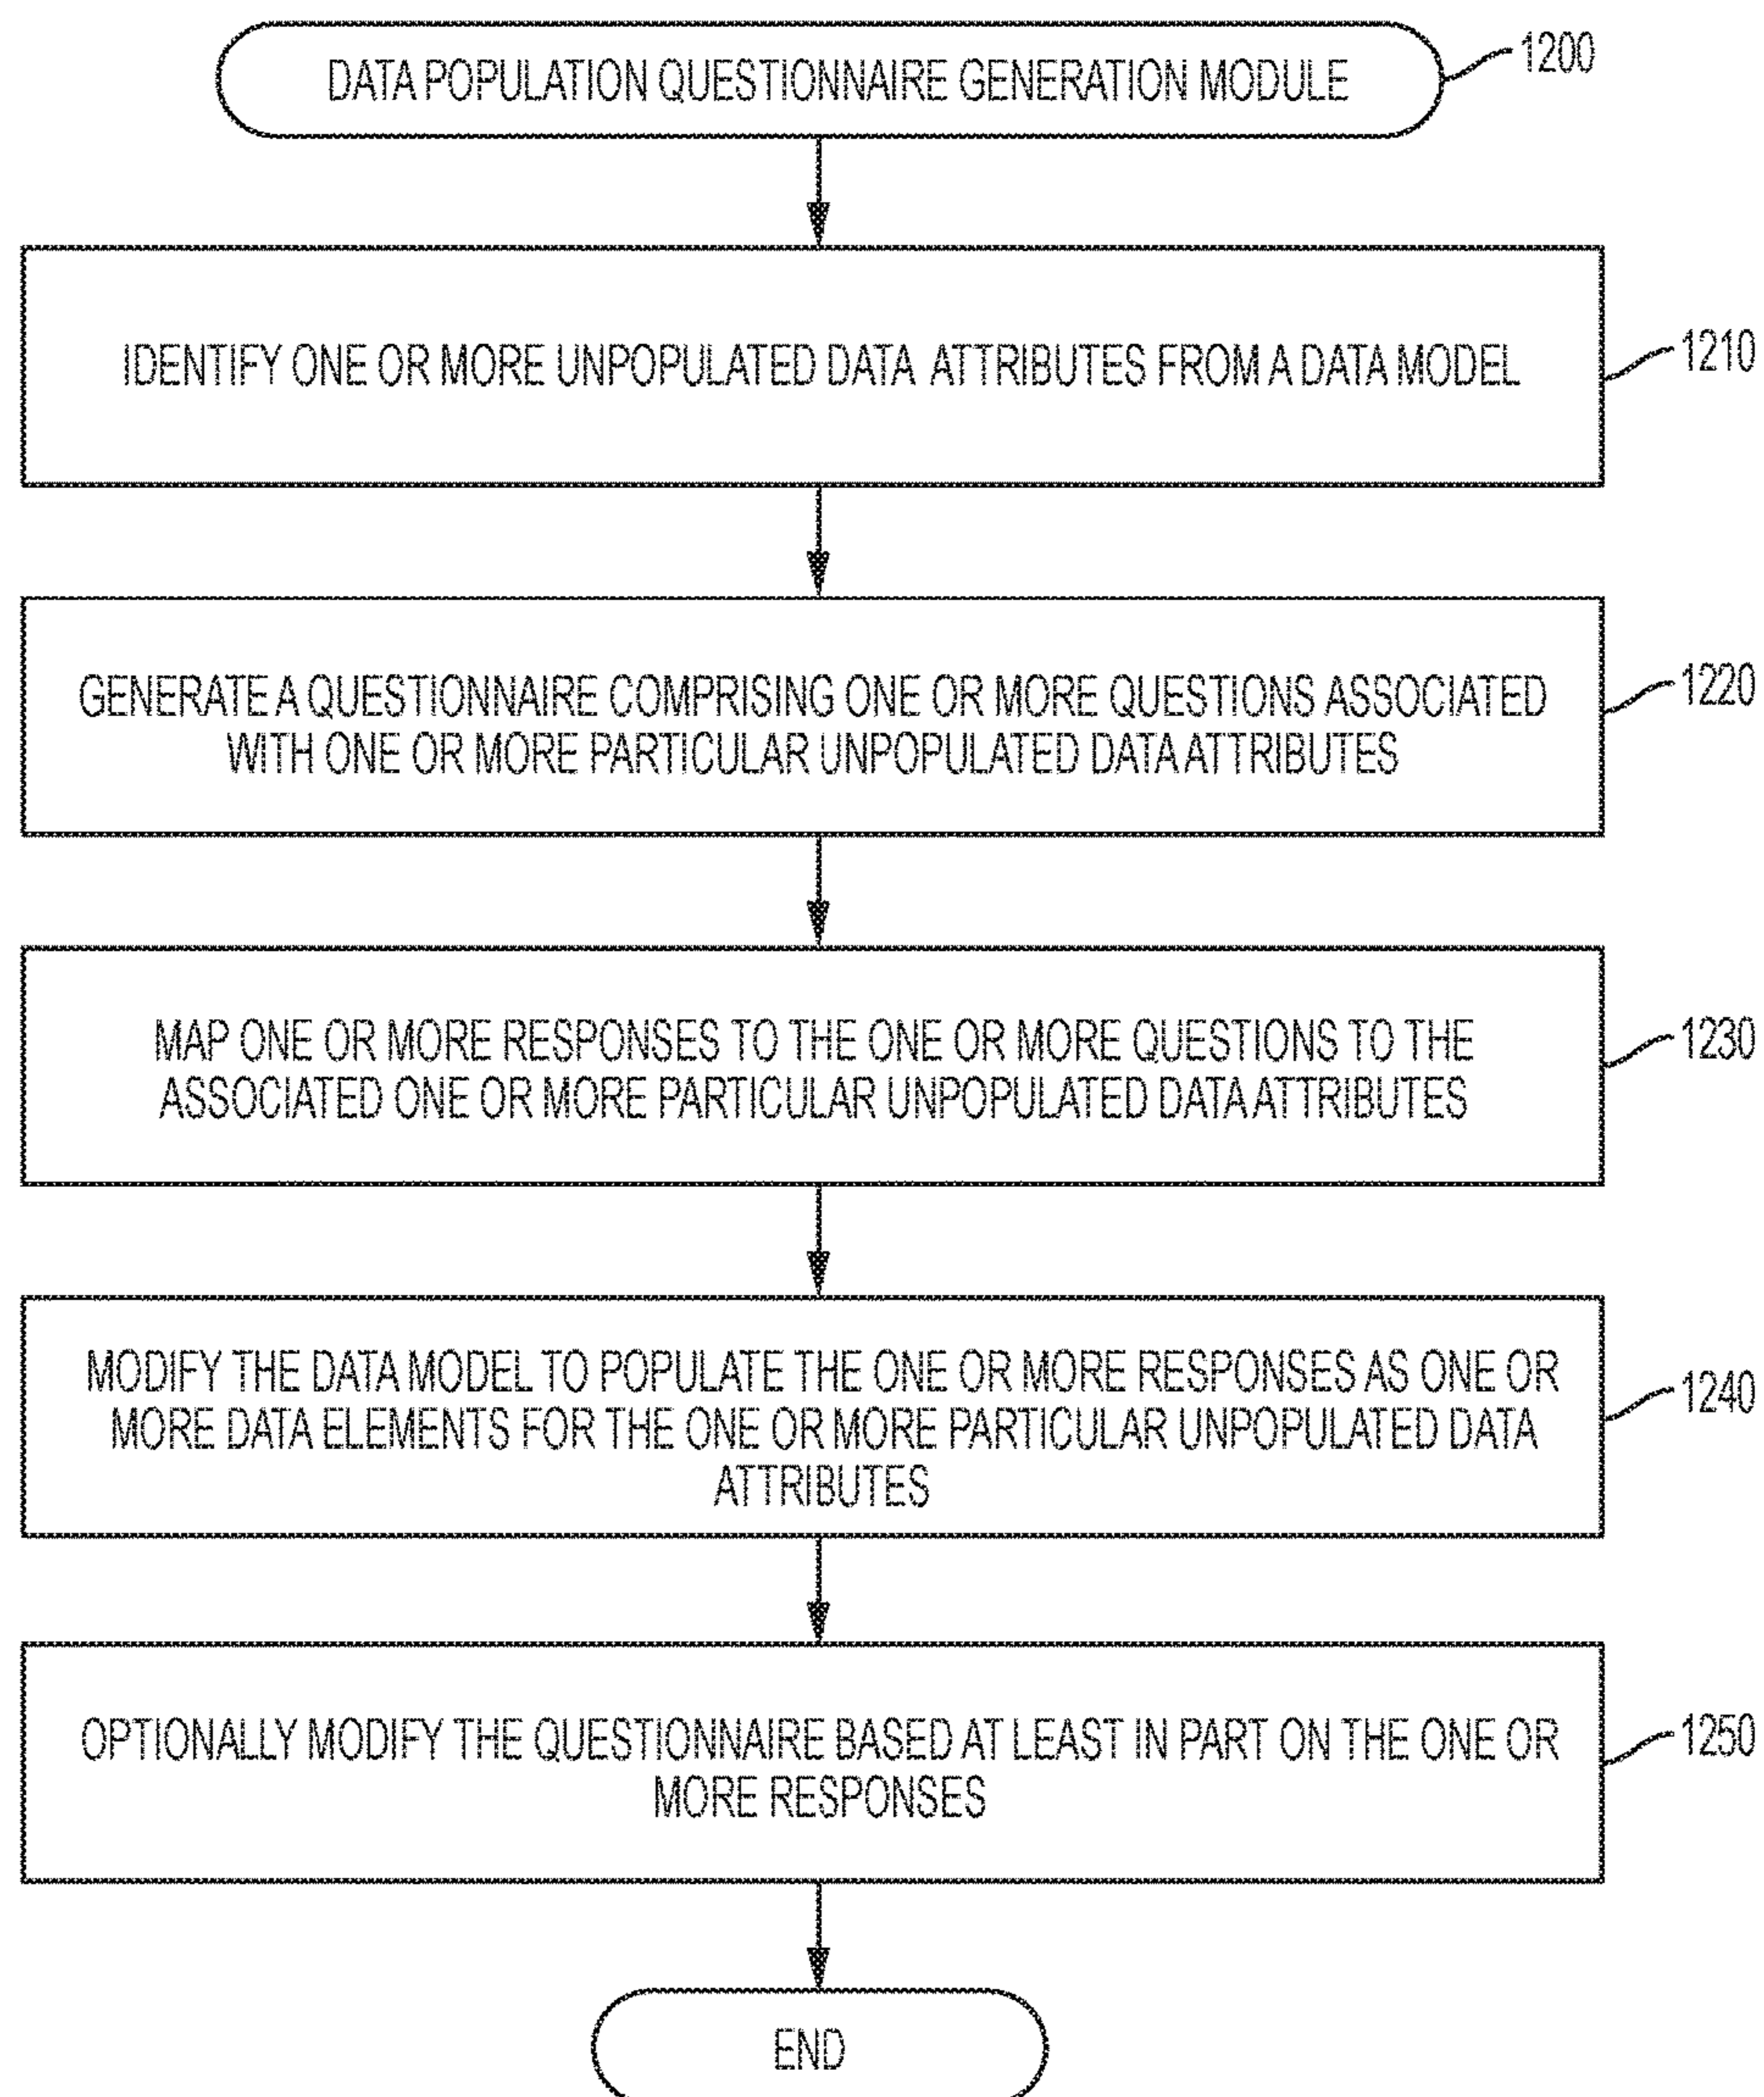 DATA POPULATION QUESTIONNAIRE GENERATION MODULE
1200
IDENTIFY ONE OR MORE UNPOPULATED DATA ATTRIBUTES FROM A DATA MODEL
1210
GENERATE A QUESTIONNAIRE COMPRISING ONE OR MORE QUESTIONS ASSOCIATED
WITH ONE OR MORE PARTICULAR UNPOPULATED DATA ATTRIBUTES
1220
MAP ONE OR MORE RESPONSES TO THE ONE OR MORE QUESTIONS TO THE
ASSOCIATED ONE OR MORE PARTICULAR UNPOPULATED DATA ATTRIBUTES
1230
MODIFY THE DATA MODEL TO POPULATE THE ONE OR MORE RESPONSES AS ONE OR
MORE DATA ELEMENTS FOR THE ONE OR MORE PARTICULAR UNPOPULATED DATA
ATTRIBUTES
1240
OPTIONALLY MODIFY THE QUESTIONNAIRE BASED AT LEAST IN PART ON THE ONE OR
MORE RESPONSES
1250
END